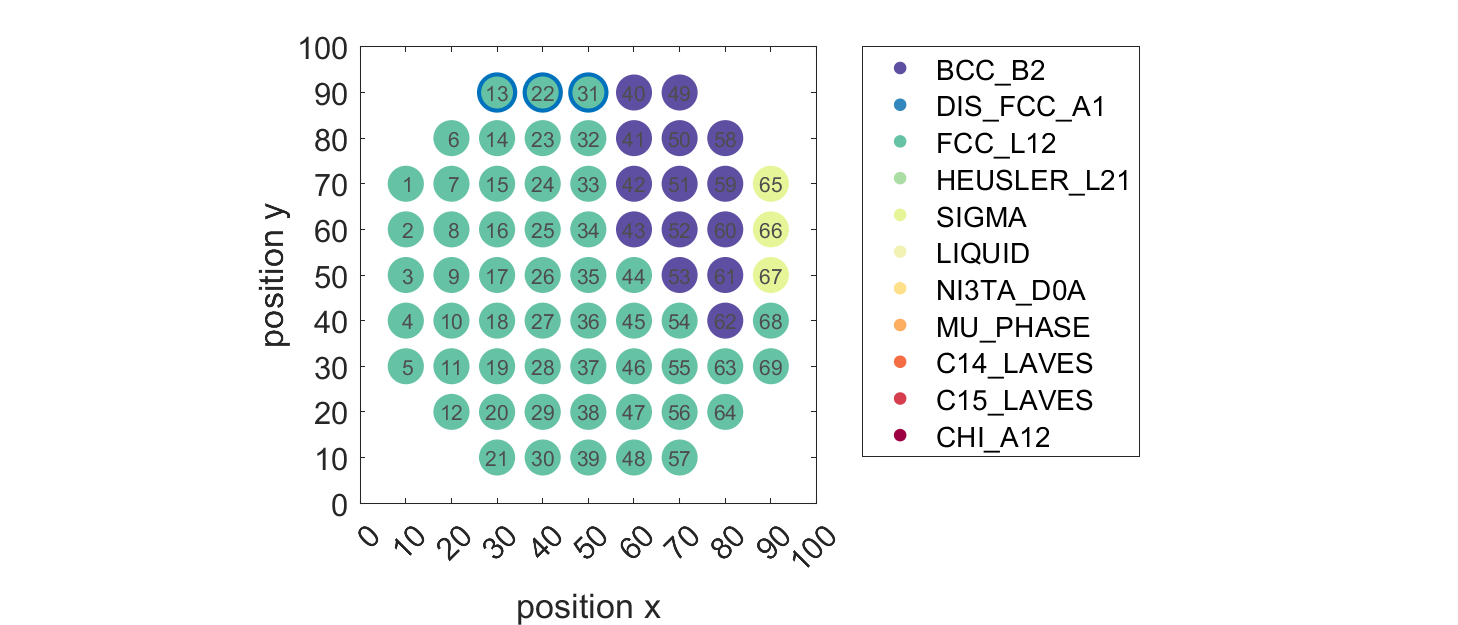 100
90
80
70
60
50
40
30
20
10
0
position y
13 22 31 40 49
6 14 23 32 41 50 58
1 7 15 24 33 42 51 59 65
2 8 16 25 34 43 52 60 66
3 9 17 26 35 44 53 61 67
4 10 18 27 36 45 54 62 68
5 11 19 28 37 46 55 63 69
12 20 29 38 47 56 64
21 30 39 48 57
0 10 20 30 40 50 60 70 80 90 100
position x
BCC_B2
DIS_FCC_A1
FCC_L12
HEUSLER_L21
SIGMA
LIQUID
NI3TA_D0A
MU_PHASE
C14_LAVES
C15_LAVES
CHI_A12